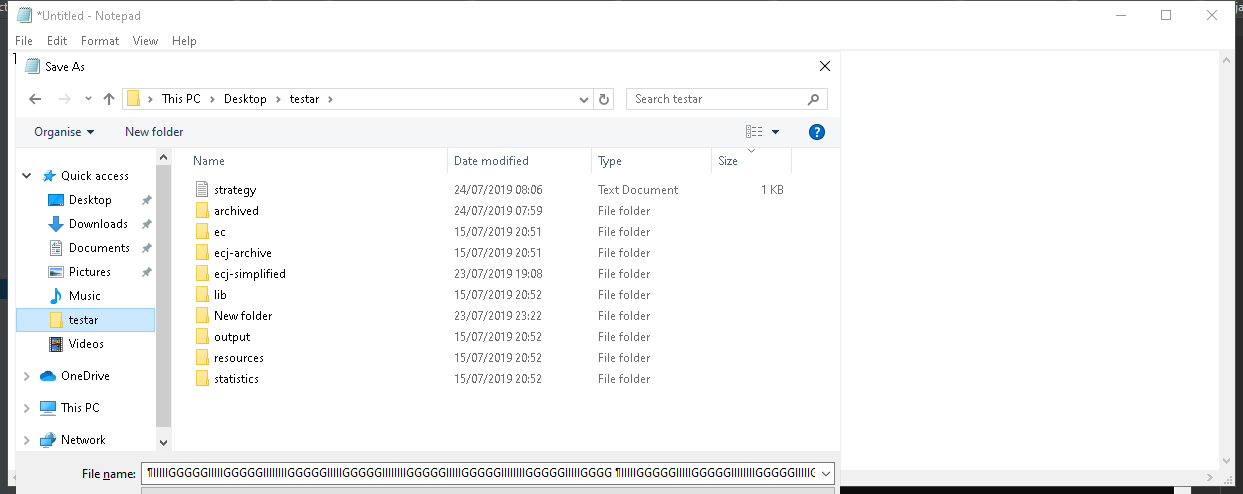 *Untitled - Notepad
File Edit Format View Help
Save As
This PC Desktop testar
Search testar
Organise New folder
Name Date modified Type Size
Quick access
Desktop
Downloads
Documents
Pictures
Music
testar
Videos
OneDrive
This PC
Network
strategy 24/07/2019 08:06 Text Document 1 KB
archived 24/07/2019 07:59 File folder
ec 15/07/2019 20:51 File folder
ecj-archive 15/07/2019 20:51 File folder
ecj-simplified 23/07/2019 19:08 File folder
lib 15/07/2019 20:52 File folder
New folder 23/07/2019 23:22 File folder
output 15/07/2019 20:52 File folder
resources 15/07/2019 20:52 File folder
statistics 15/07/2019 20:52 File folder
File name: